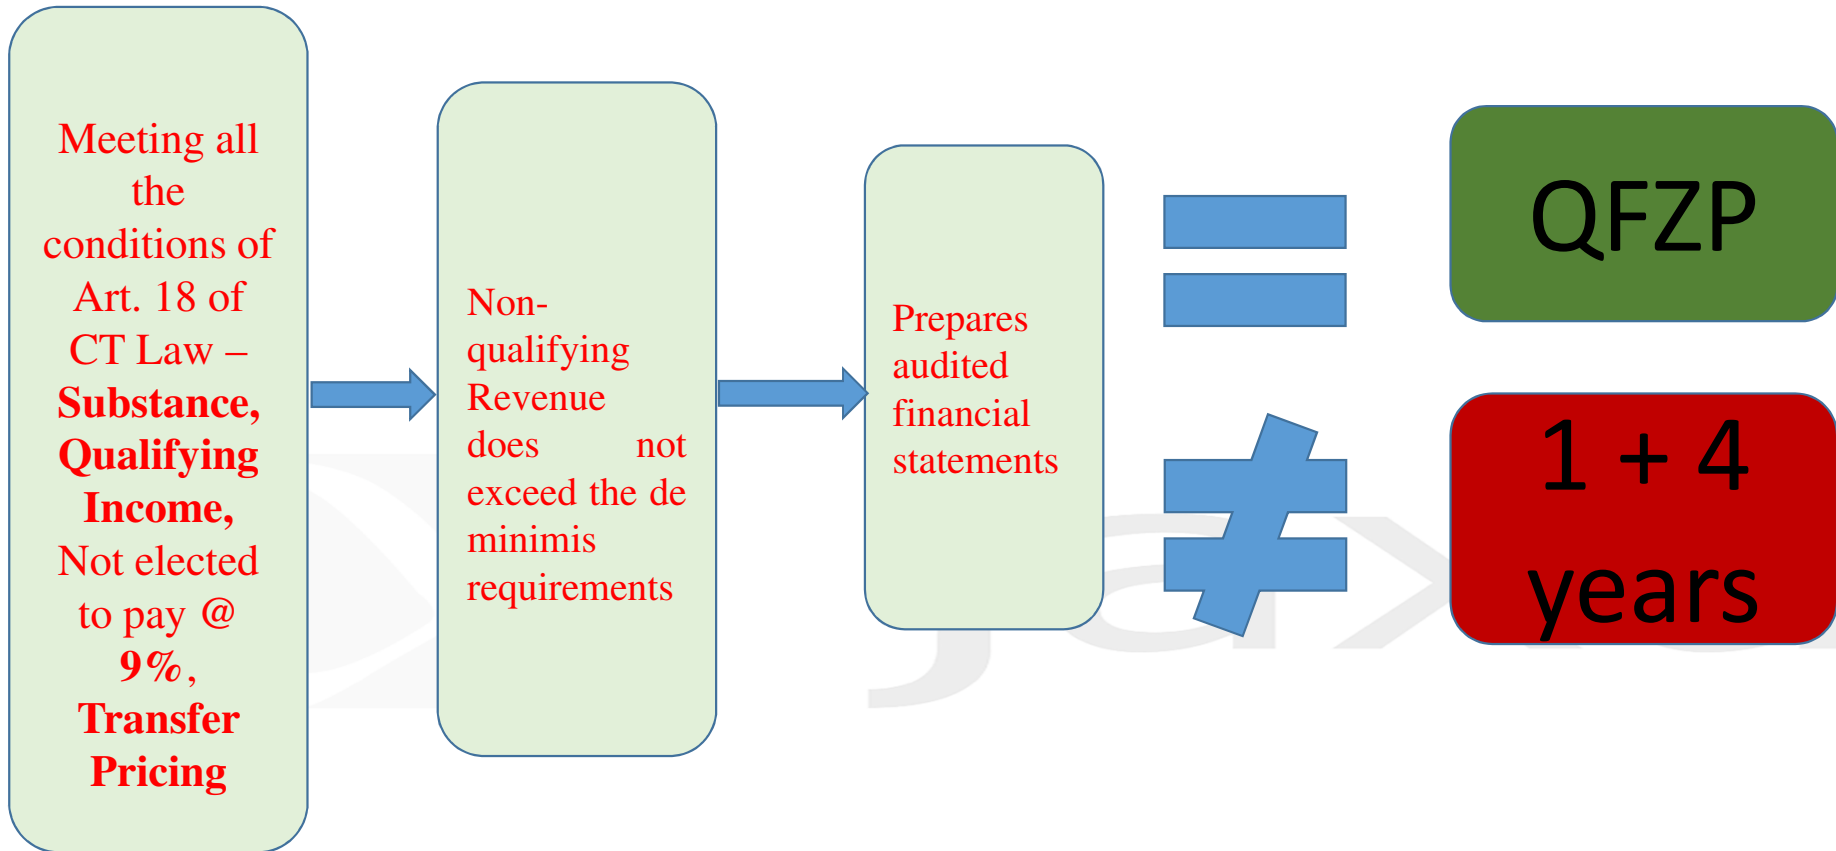 Meeting all
the
conditions of
Art. 18 of
CT Law –
Substance,
Qualifying
Income,
Not elected
to pay @
9%,
Transfer
Pricing
Non-
qualifying
Revenue
does not
exceed the de
minimis
requirements
Prepares
audited
financial
statements
QFZP
1 + 4
years